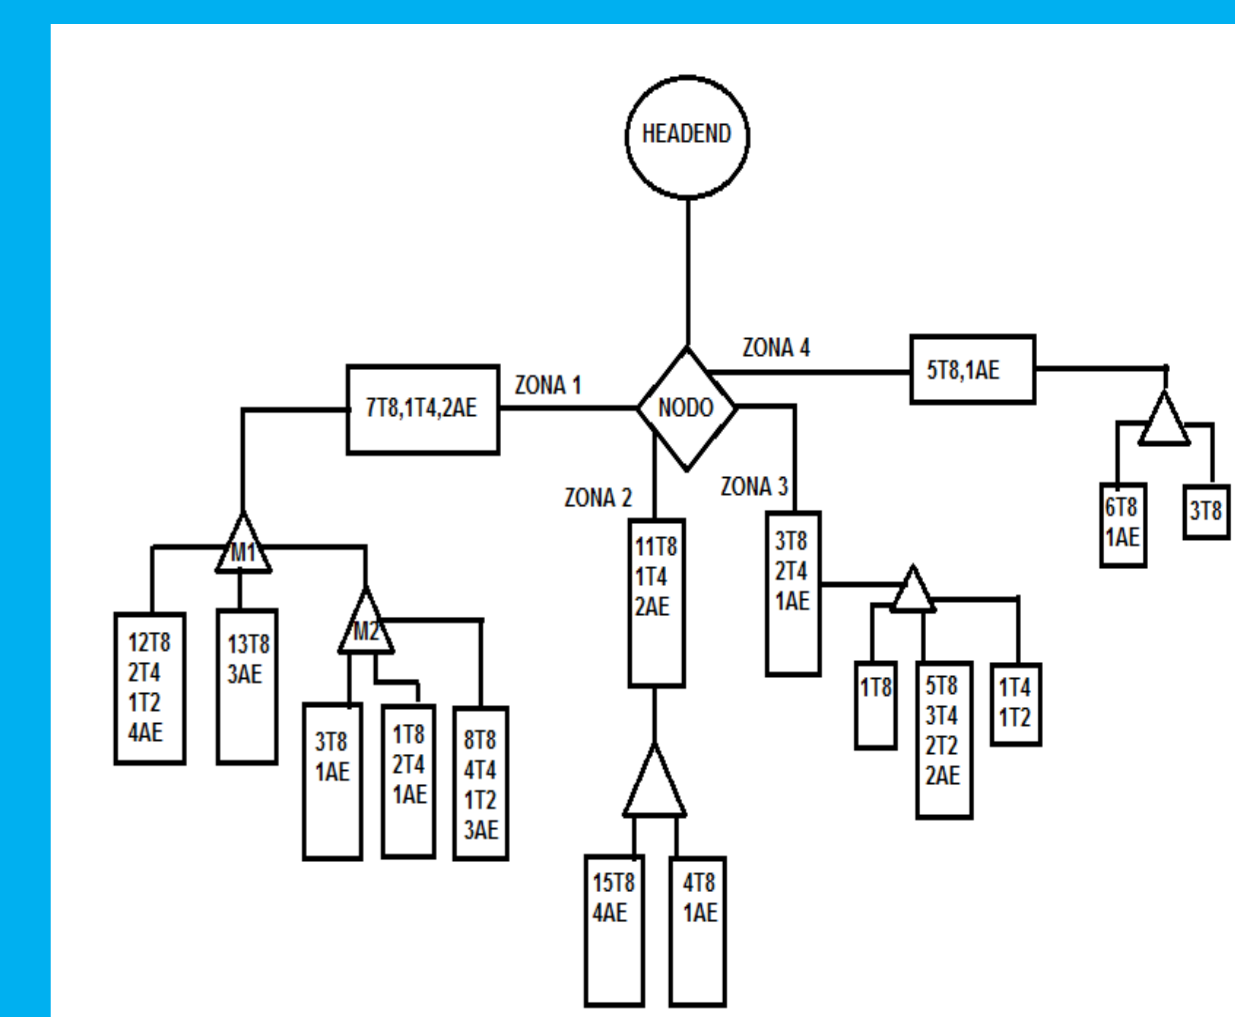 HEADEND
ZONA 4
5T8,1AE
ZONA 1
7T8,1T4,2AE
NODO
ZONA 2
ZONA 3
6T8
1AE
3T8
11T8
1T4
2AE
3T8
2T4
1AE
M1
M2
12T8
2T4
1T2
4AE
13T8
3AE
3T8
1AE
1T8
2T4
1AE
8T8
4T4
1T2
3AE
1T8
5T8
3T4
2T2
2AE
1T4
1T2
15T8
4AE
4T8
1AE